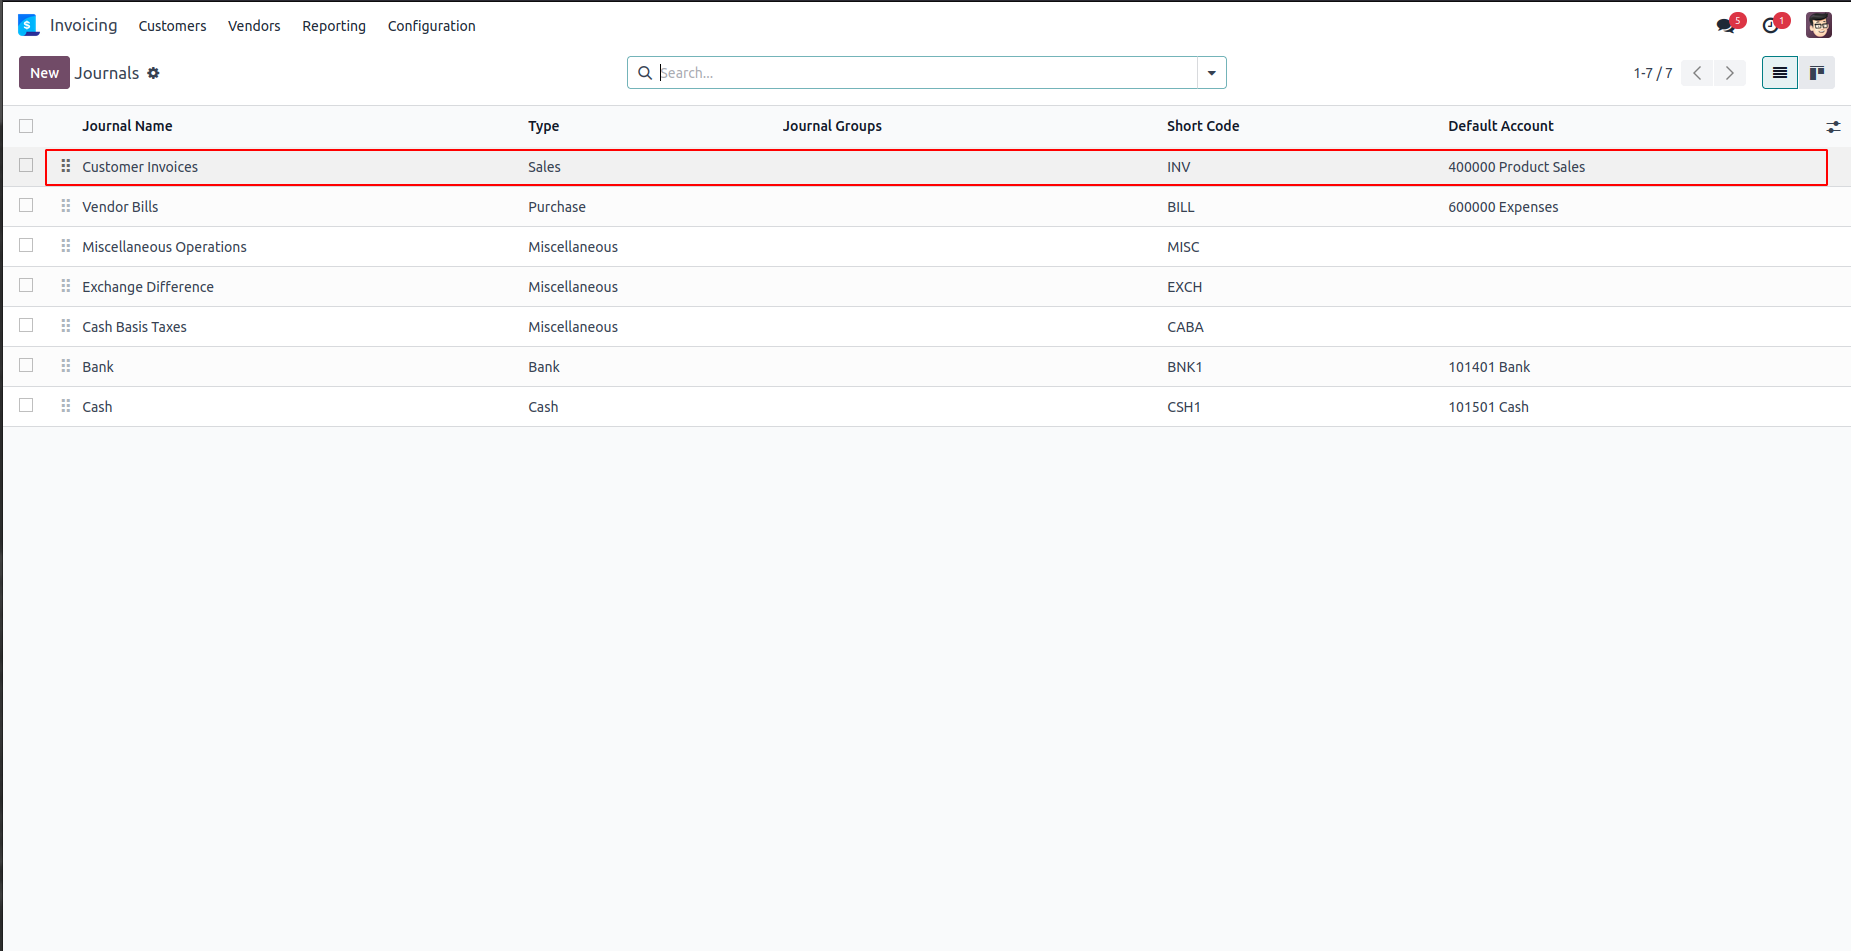 Invoicing Customers Vendors Reporting Configuration 5 1
New Journals Search... 1-7 / 7
Journal Name Type Journal Groups Short Code Default Account
Customer Invoices Sales INV 400000 Product Sales
Vendor Bills Purchase BILL 600000 Expenses
Miscellaneous Operations Miscellaneous MISC
Exchange Difference Miscellaneous EXCH
Cash Basis Taxes Miscellaneous CABA
Bank Bank BNK1 101401 Bank
Cash Cash CSH1 101501 Cash